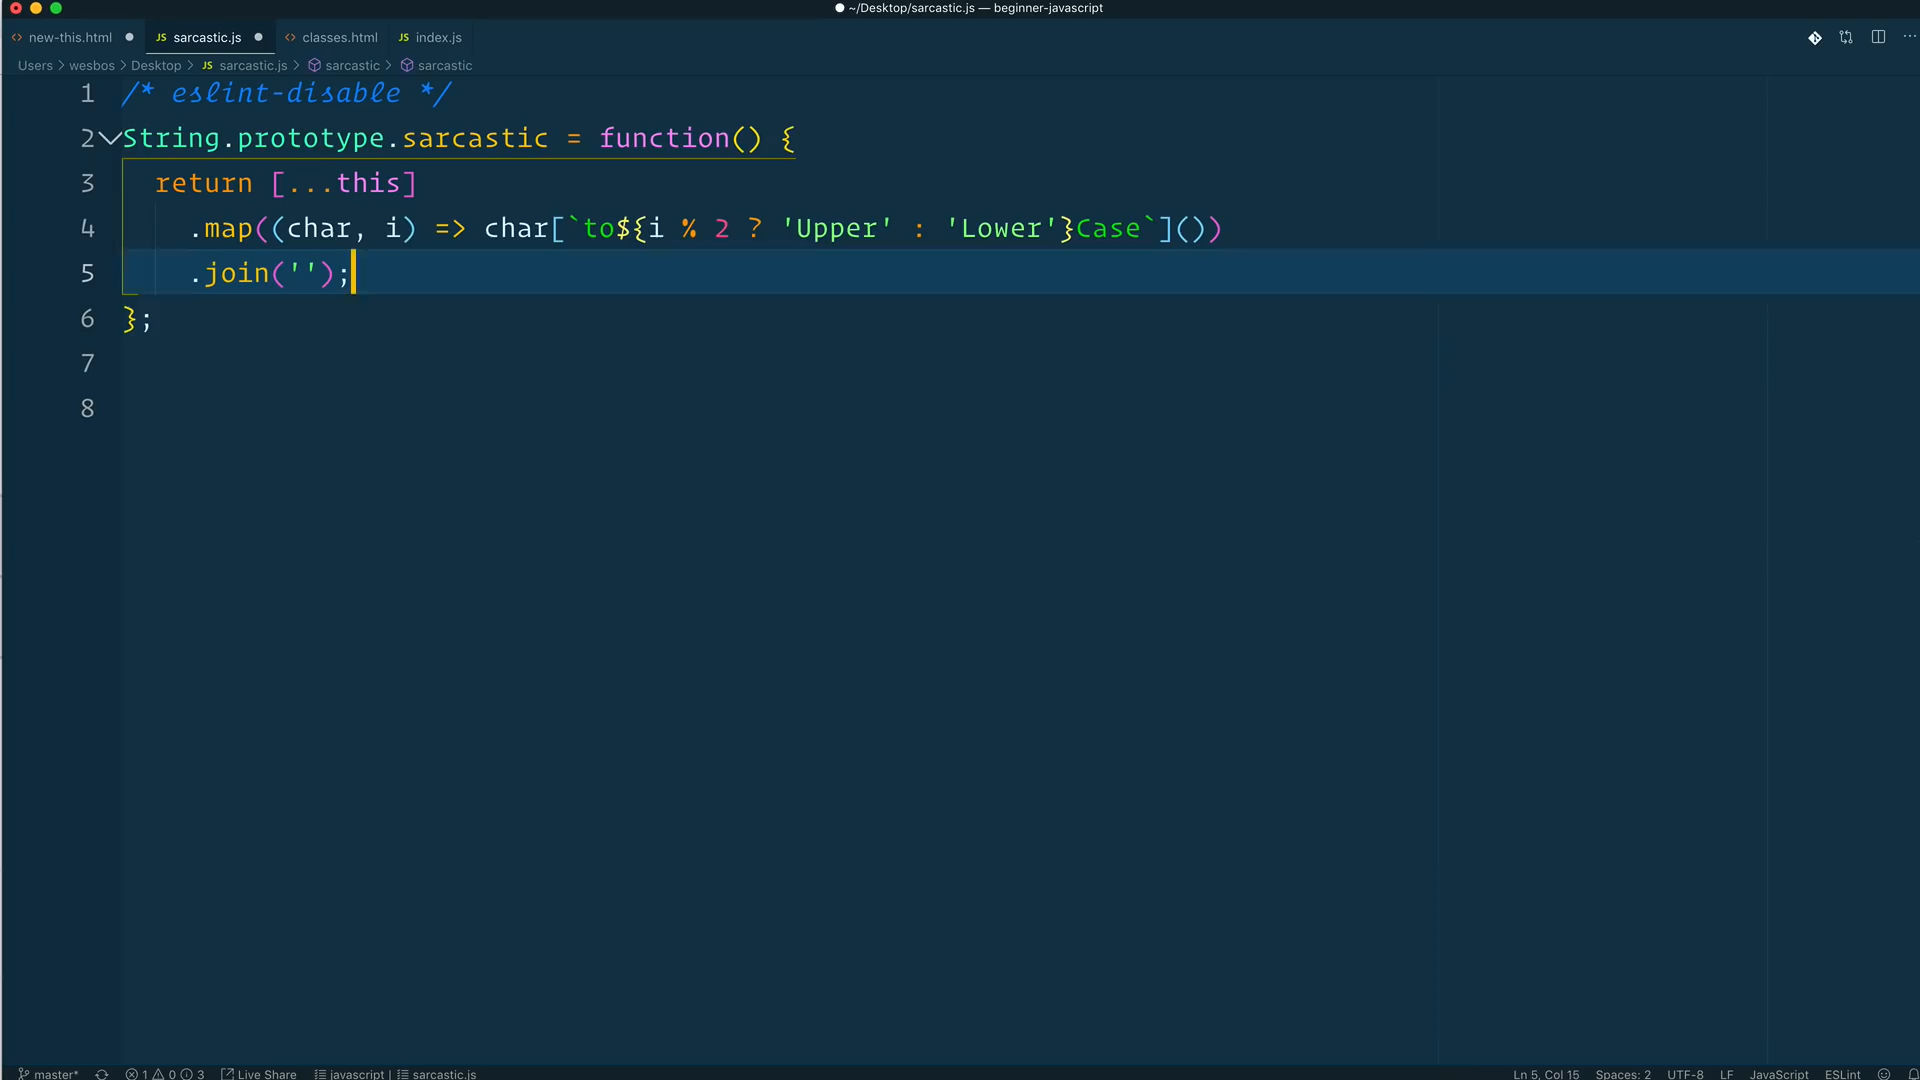 ~/Desktop/sarcastic.js — beginner-javascript
<> new-this.html JS sarcastic.js <> classes.html JS index.js
Users > wesbos > Desktop > JS sarcastic.js > sarcastic > sarcastic
1 /* eslint-disable */
2 String.prototype.sarcastic = function() {
3 return [...this]
4 .map((char, i) => char[`to${i % 2 ? 'Upper' : 'Lower'}Case`]())
5 .join('');
6 };
7
8
master* 1 0 3 Live Share javascript | sarcastic.js Ln 5, Col 15 Spaces: 2 UTF-8 LF JavaScript ESLint